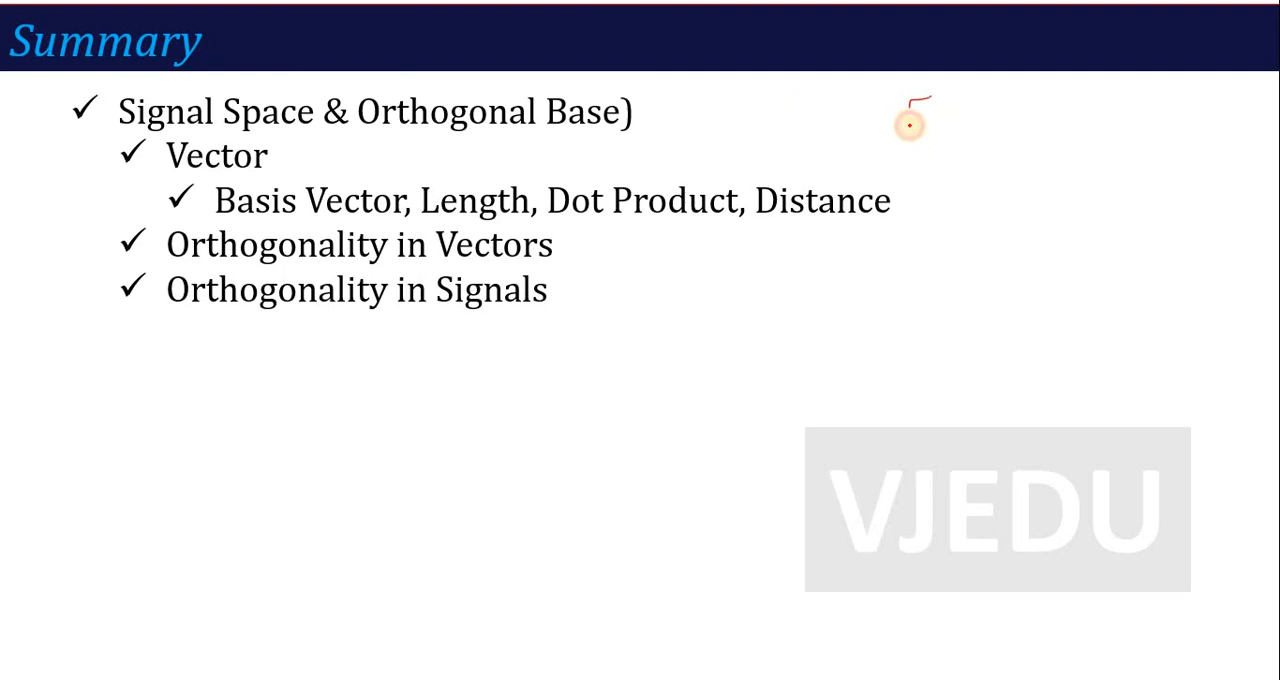 Summary
✓ Signal Space & Orthogonal Base)
✓ Vector
✓ Basis Vector, Length, Dot Product, Distance
✓ Orthogonality in Vectors
✓ Orthogonality in Signals
VJEDU